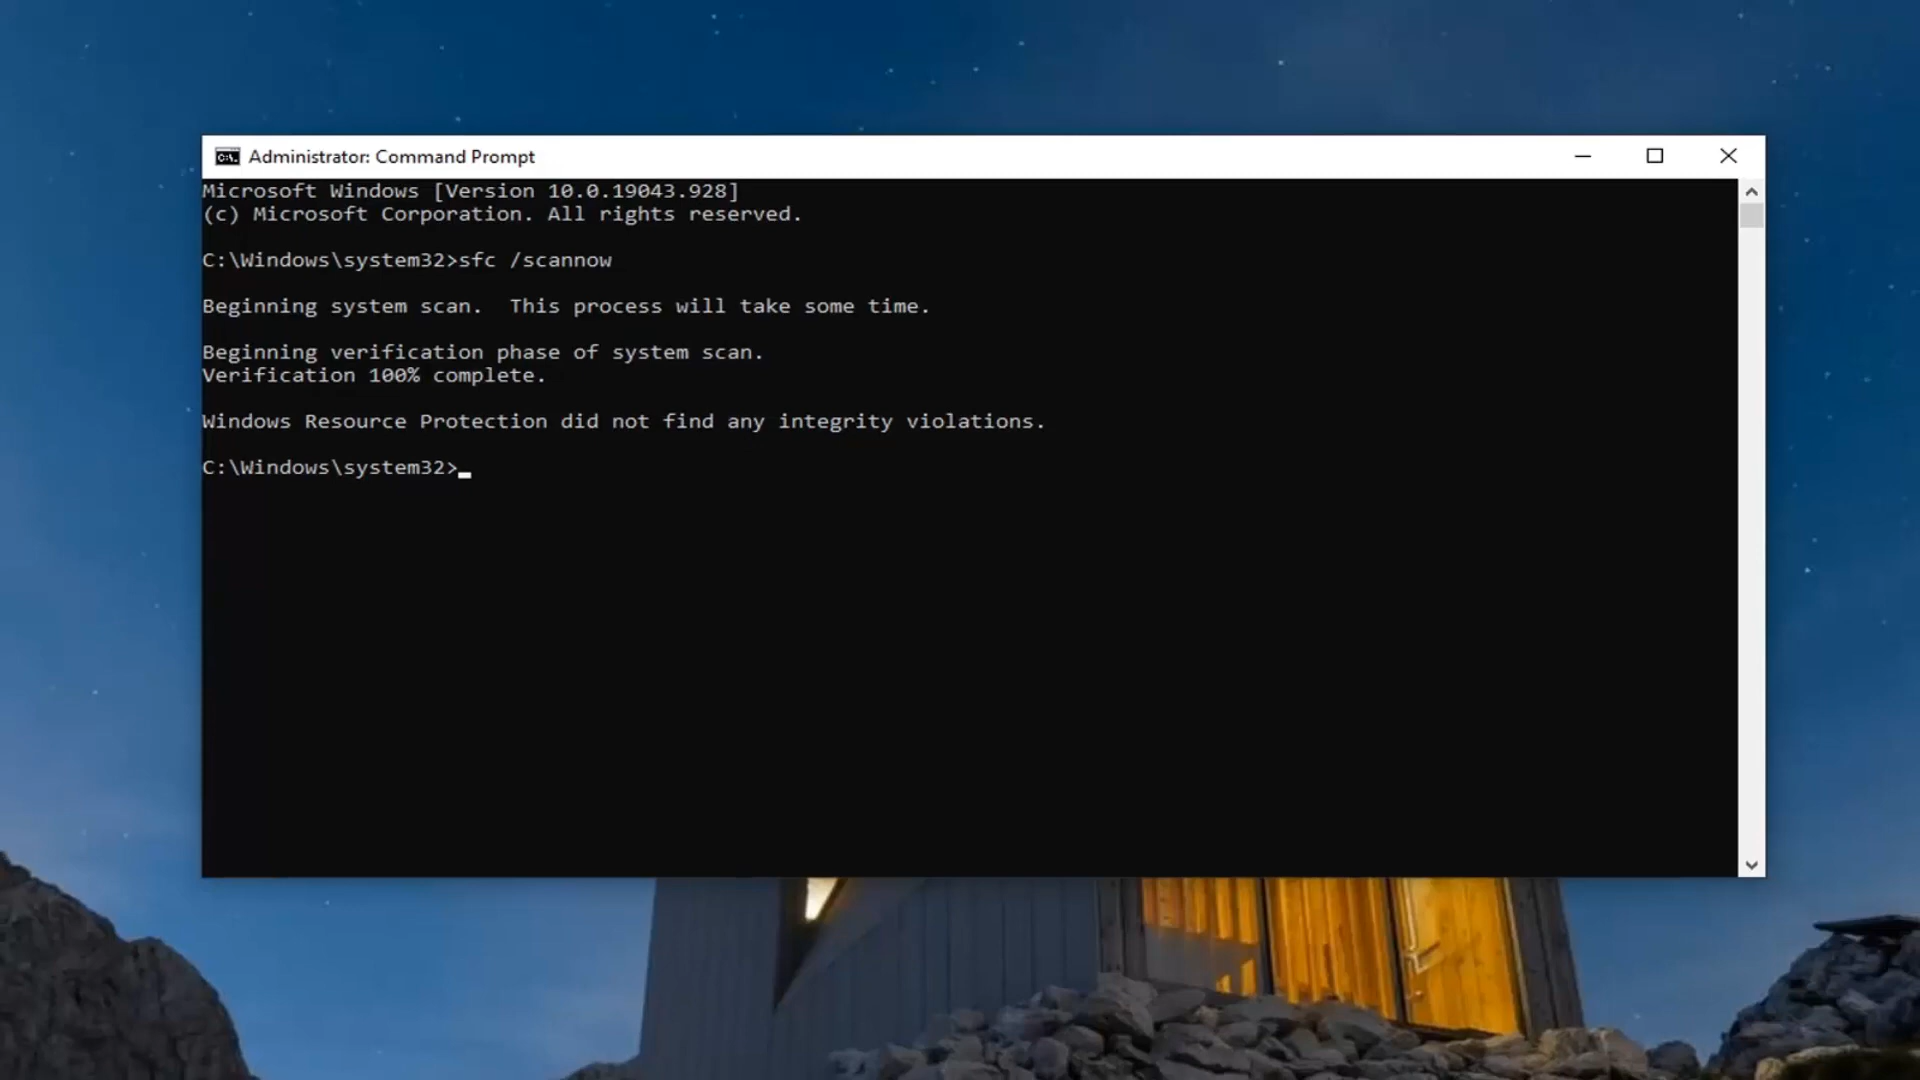 Administrator: Command Prompt
Microsoft Windows [Version 10.0.19043.928]
(c) Microsoft Corporation. All rights reserved.
C:\Windows\system32>sfc /scannow
Beginning system scan.  This process will take some time.
Beginning verification phase of system scan.
Verification 100% complete.
Windows Resource Protection did not find any integrity violations.
C:\Windows\system32>